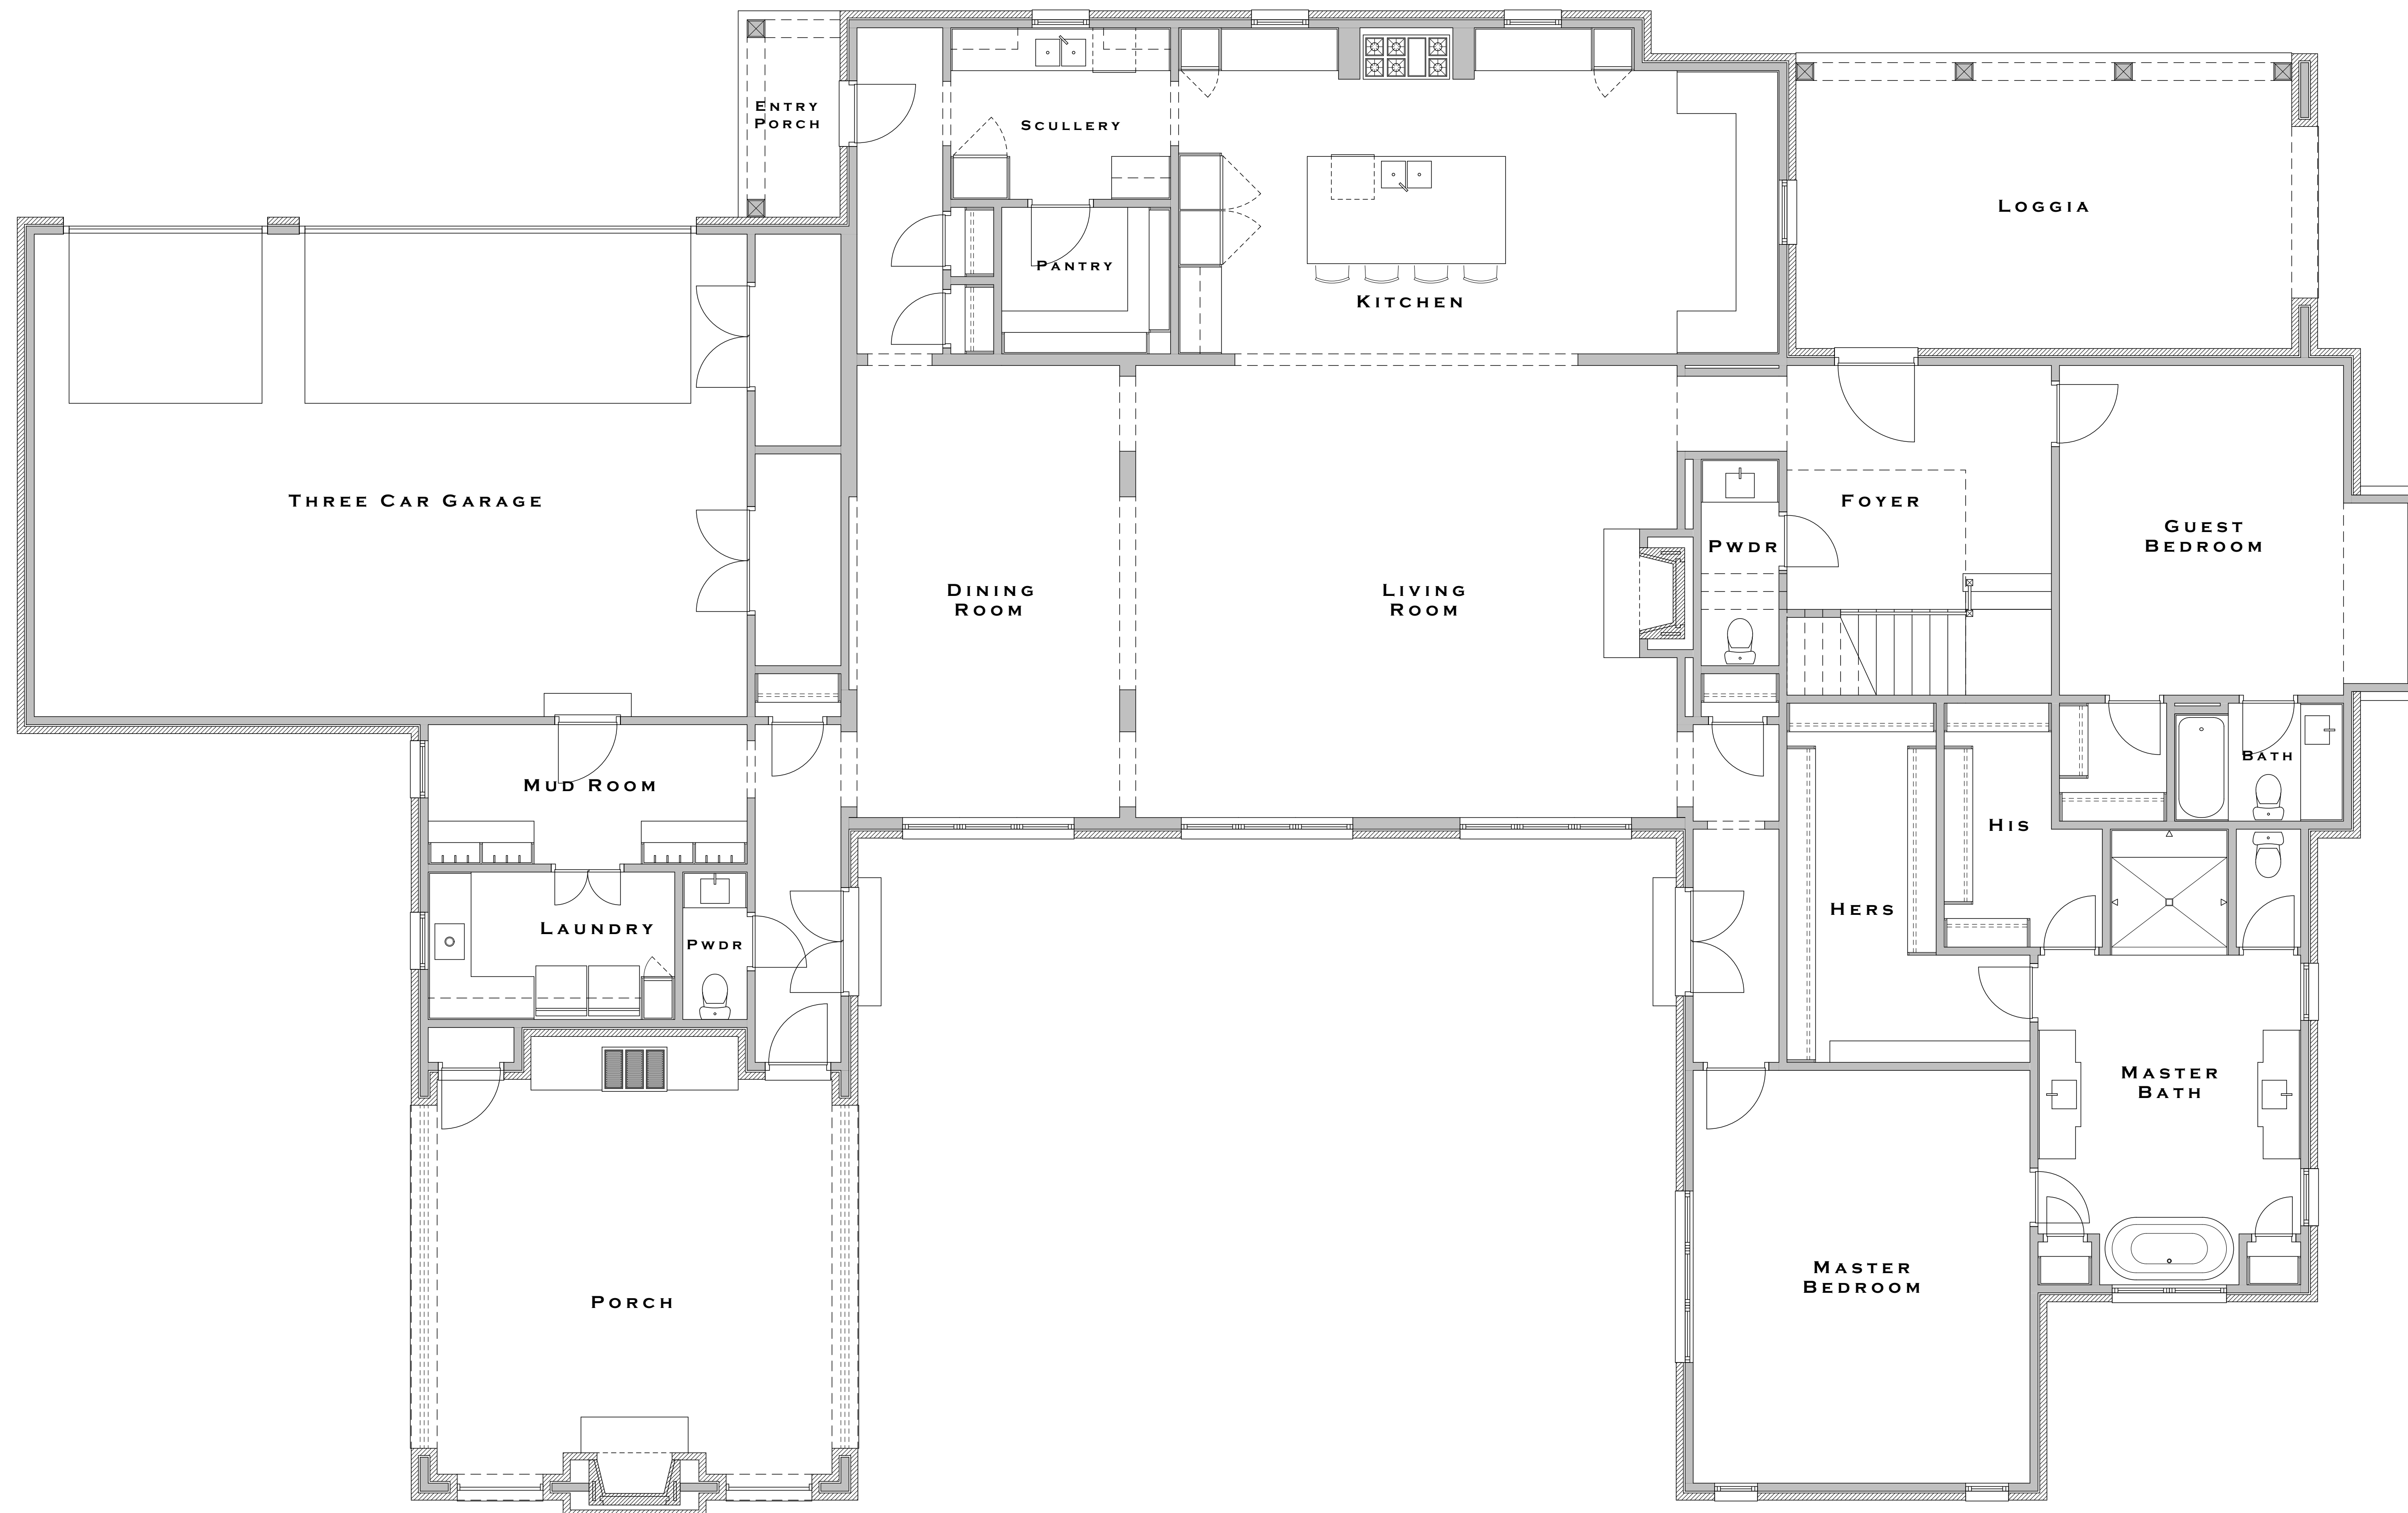 Entry
Porch
Scullery
Loggia
Pantry
Kitchen
Three Car Garage
Foyer
Guest
Bedroom
Pwdr
Dining
Room
Living
Room
Mud Room
Bath
His
Hers
Laundry
Pwdr
Master
Bath
Master
Bedroom
Porch